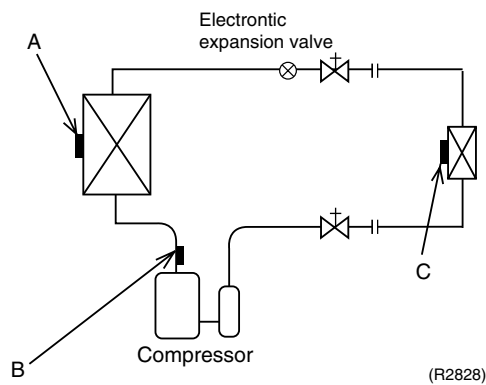 Electrontic
expansion valve
A
C
B
Compressor
(R2828)